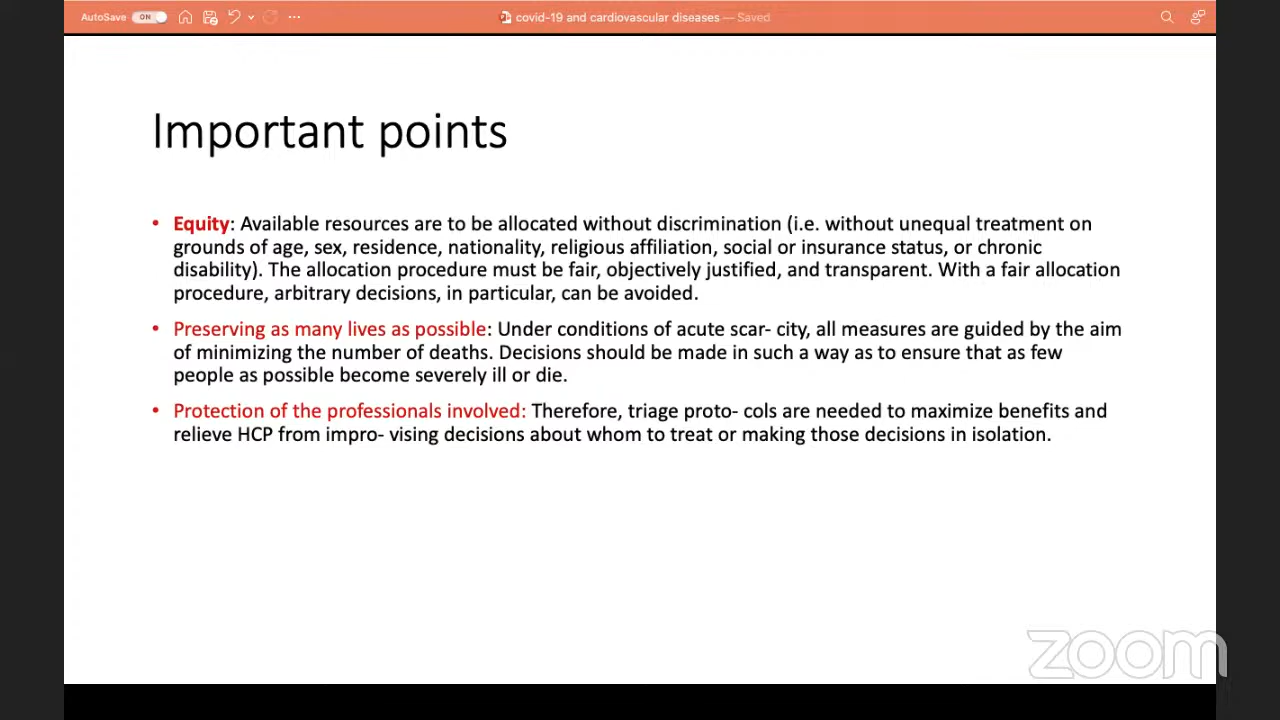 AutoSave ON covid-19 and cardiovascular diseases — Saved
Important points
• Equity: Available resources are to be allocated without discrimination (i.e. without unequal treatment on
grounds of age, sex, residence, nationality, religious affiliation, social or insurance status, or chronic
disability). The allocation procedure must be fair, objectively justified, and transparent. With a fair allocation
procedure, arbitrary decisions, in particular, can be avoided.
• Preserving as many lives as possible: Under conditions of acute scar- city, all measures are guided by the aim
of minimizing the number of deaths. Decisions should be made in such a way as to ensure that as few
people as possible become severely ill or die.
• Protection of the professionals involved: Therefore, triage proto- cols are needed to maximize benefits and
relieve HCP from impro- vising decisions about whom to treat or making those decisions in isolation.
zoom